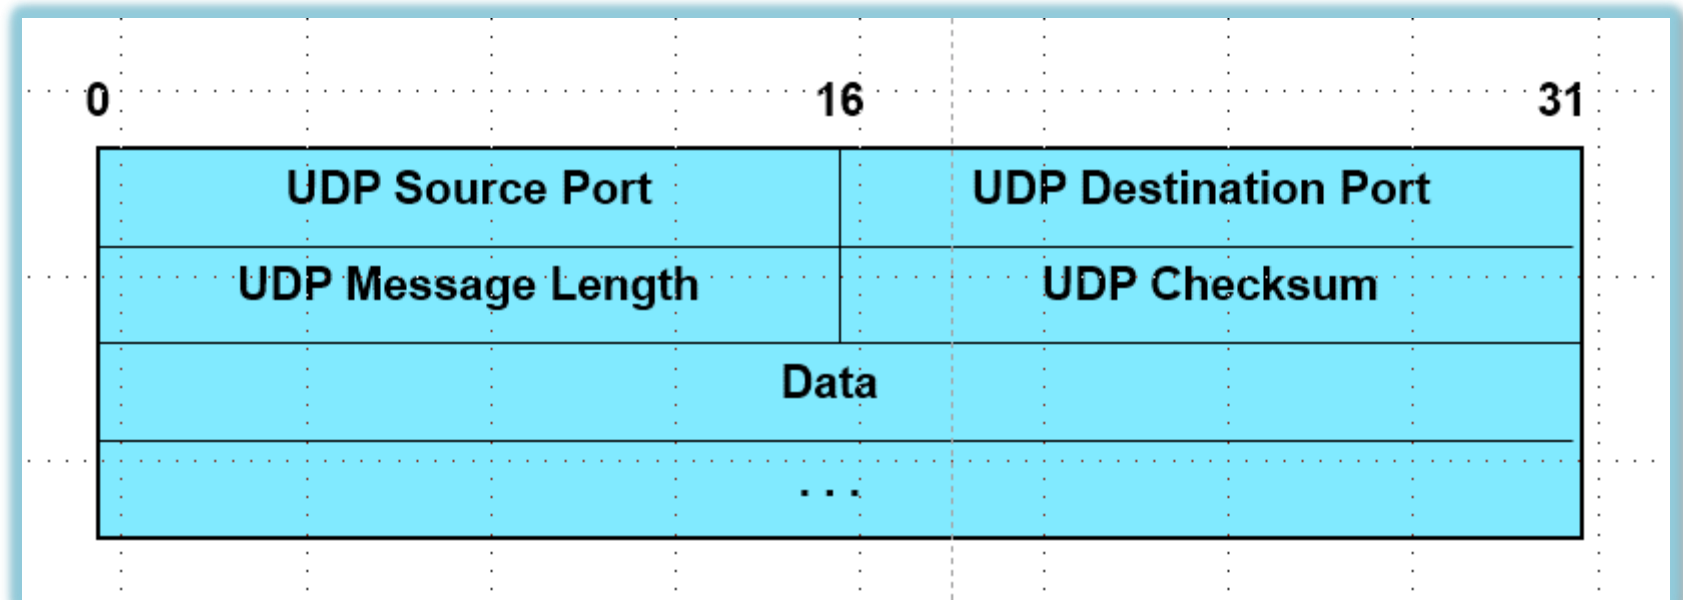 0 16 31
UDP Source Port UDP Destination Port
UDP Message Length UDP Checksum
Data
. . .